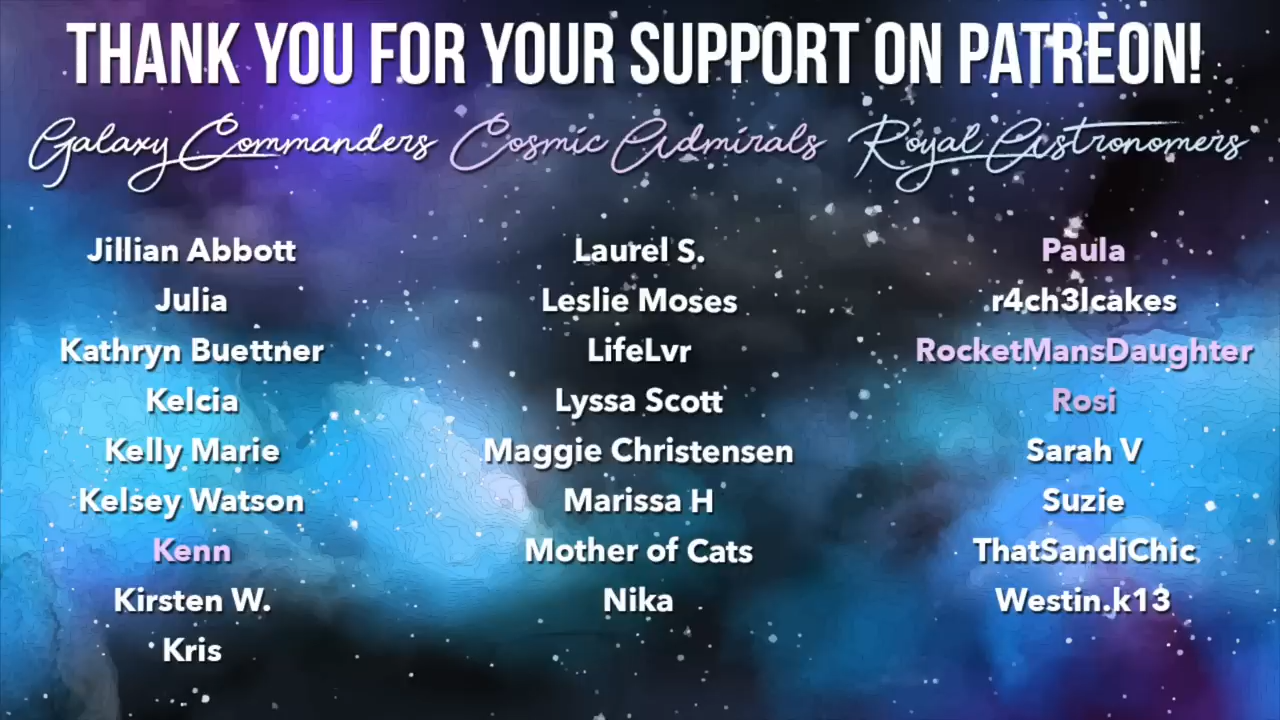 THANK YOU FOR YOUR SUPPORT ON PATREON!
Galaxy Commanders Cosmic Admirals Royal Astronomers
Jillian Abbott Laurel S. Paula
Julia Leslie Moses r4ch3lcakes
Kathryn Buettner LifeLvr RocketMansDaughter
Kelcia Lyssa Scott Rosi
Kelly Marie Maggie Christensen Sarah V
Kelsey Watson Marissa H Suzie
Kenn Mother of Cats ThatSandiChic
Kirsten W. Nika Westin.k13
Kris